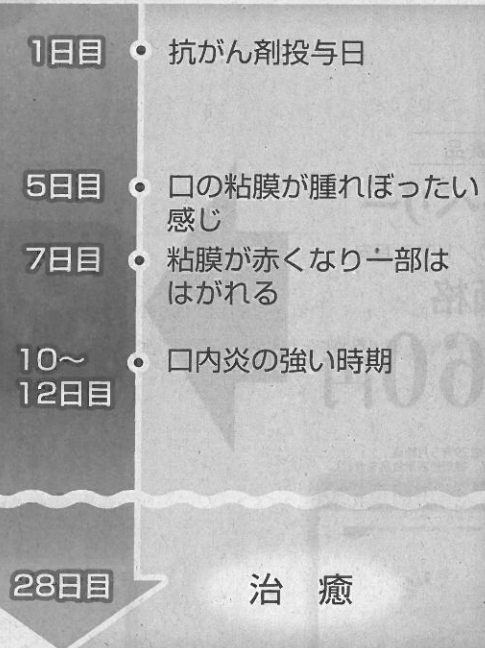 1日目 抗がん剤投与日
5日目 口の粘膜が腫れぼったい
感じ
7日目 粘膜が赤くなり一部は
はがれる
10〜
12日目
口内炎の強い時期
28日目 治癒